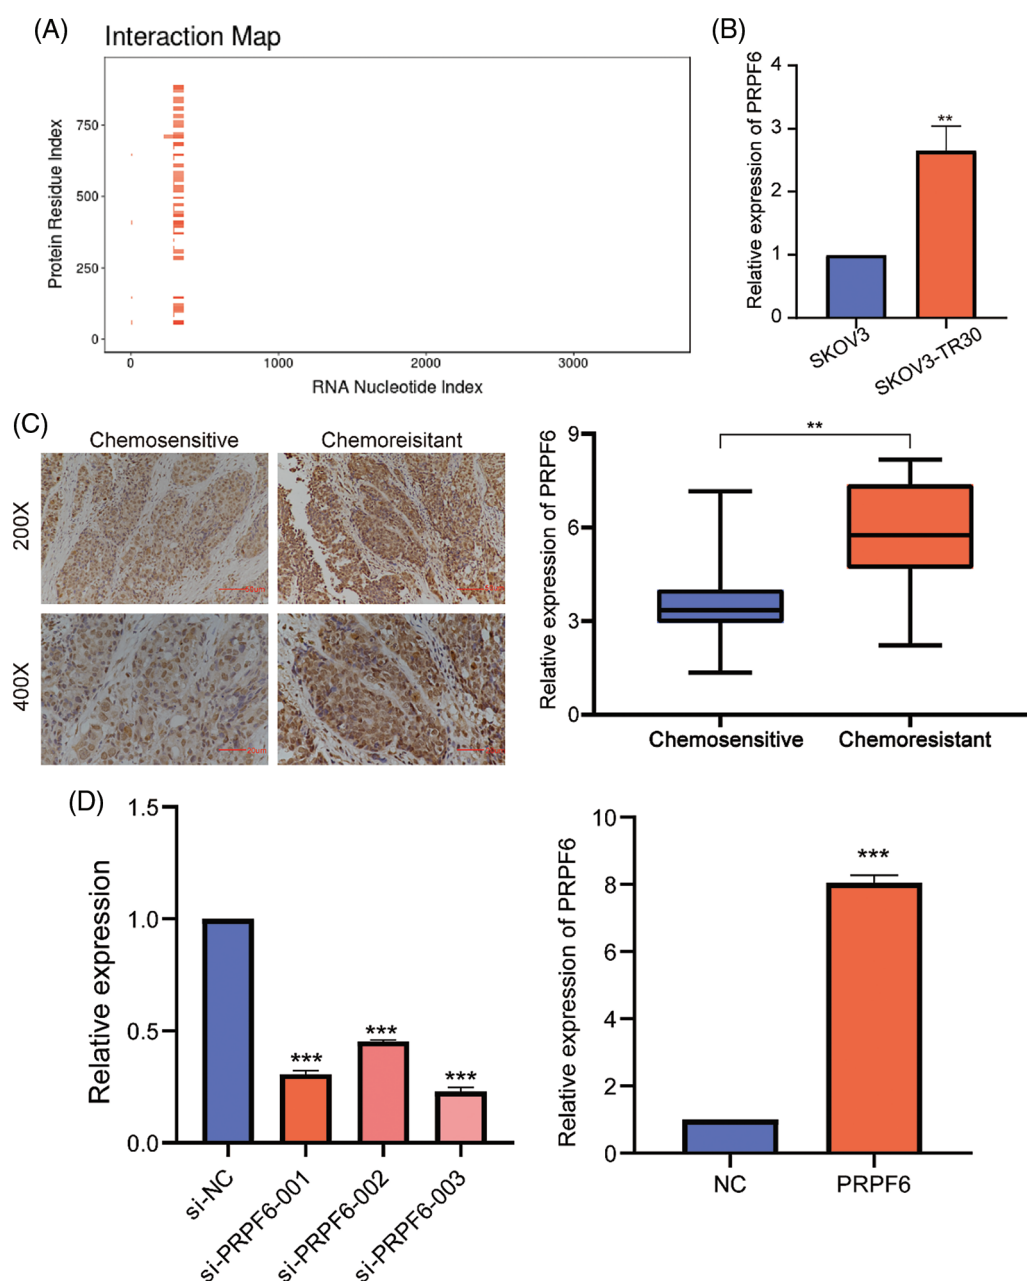 (A)
Interaction Map
Protein Residue Index
750
500
250
0
0
1000
2000
3000
RNA Nucleotide Index
(B)
Relative expression of PRPF6
4
3
2
1
0
**
SKOV3
SKOV3-TR30
(C)
Chemosensitive
Chemoreisitant
200X
400X
Relative expression of PRPF6
9
6
3
0
**
Chemosensitive
Chemoresistant
(D)
Relative expression
1.5
1.0
0.5
0.0
***
***
***
si-NC
si-PRPF6-001
si-PRPF6-002
si-PRPF6-003
Relative expression of PRPF6
10
8
6
4
2
0
***
NC
PRPF6